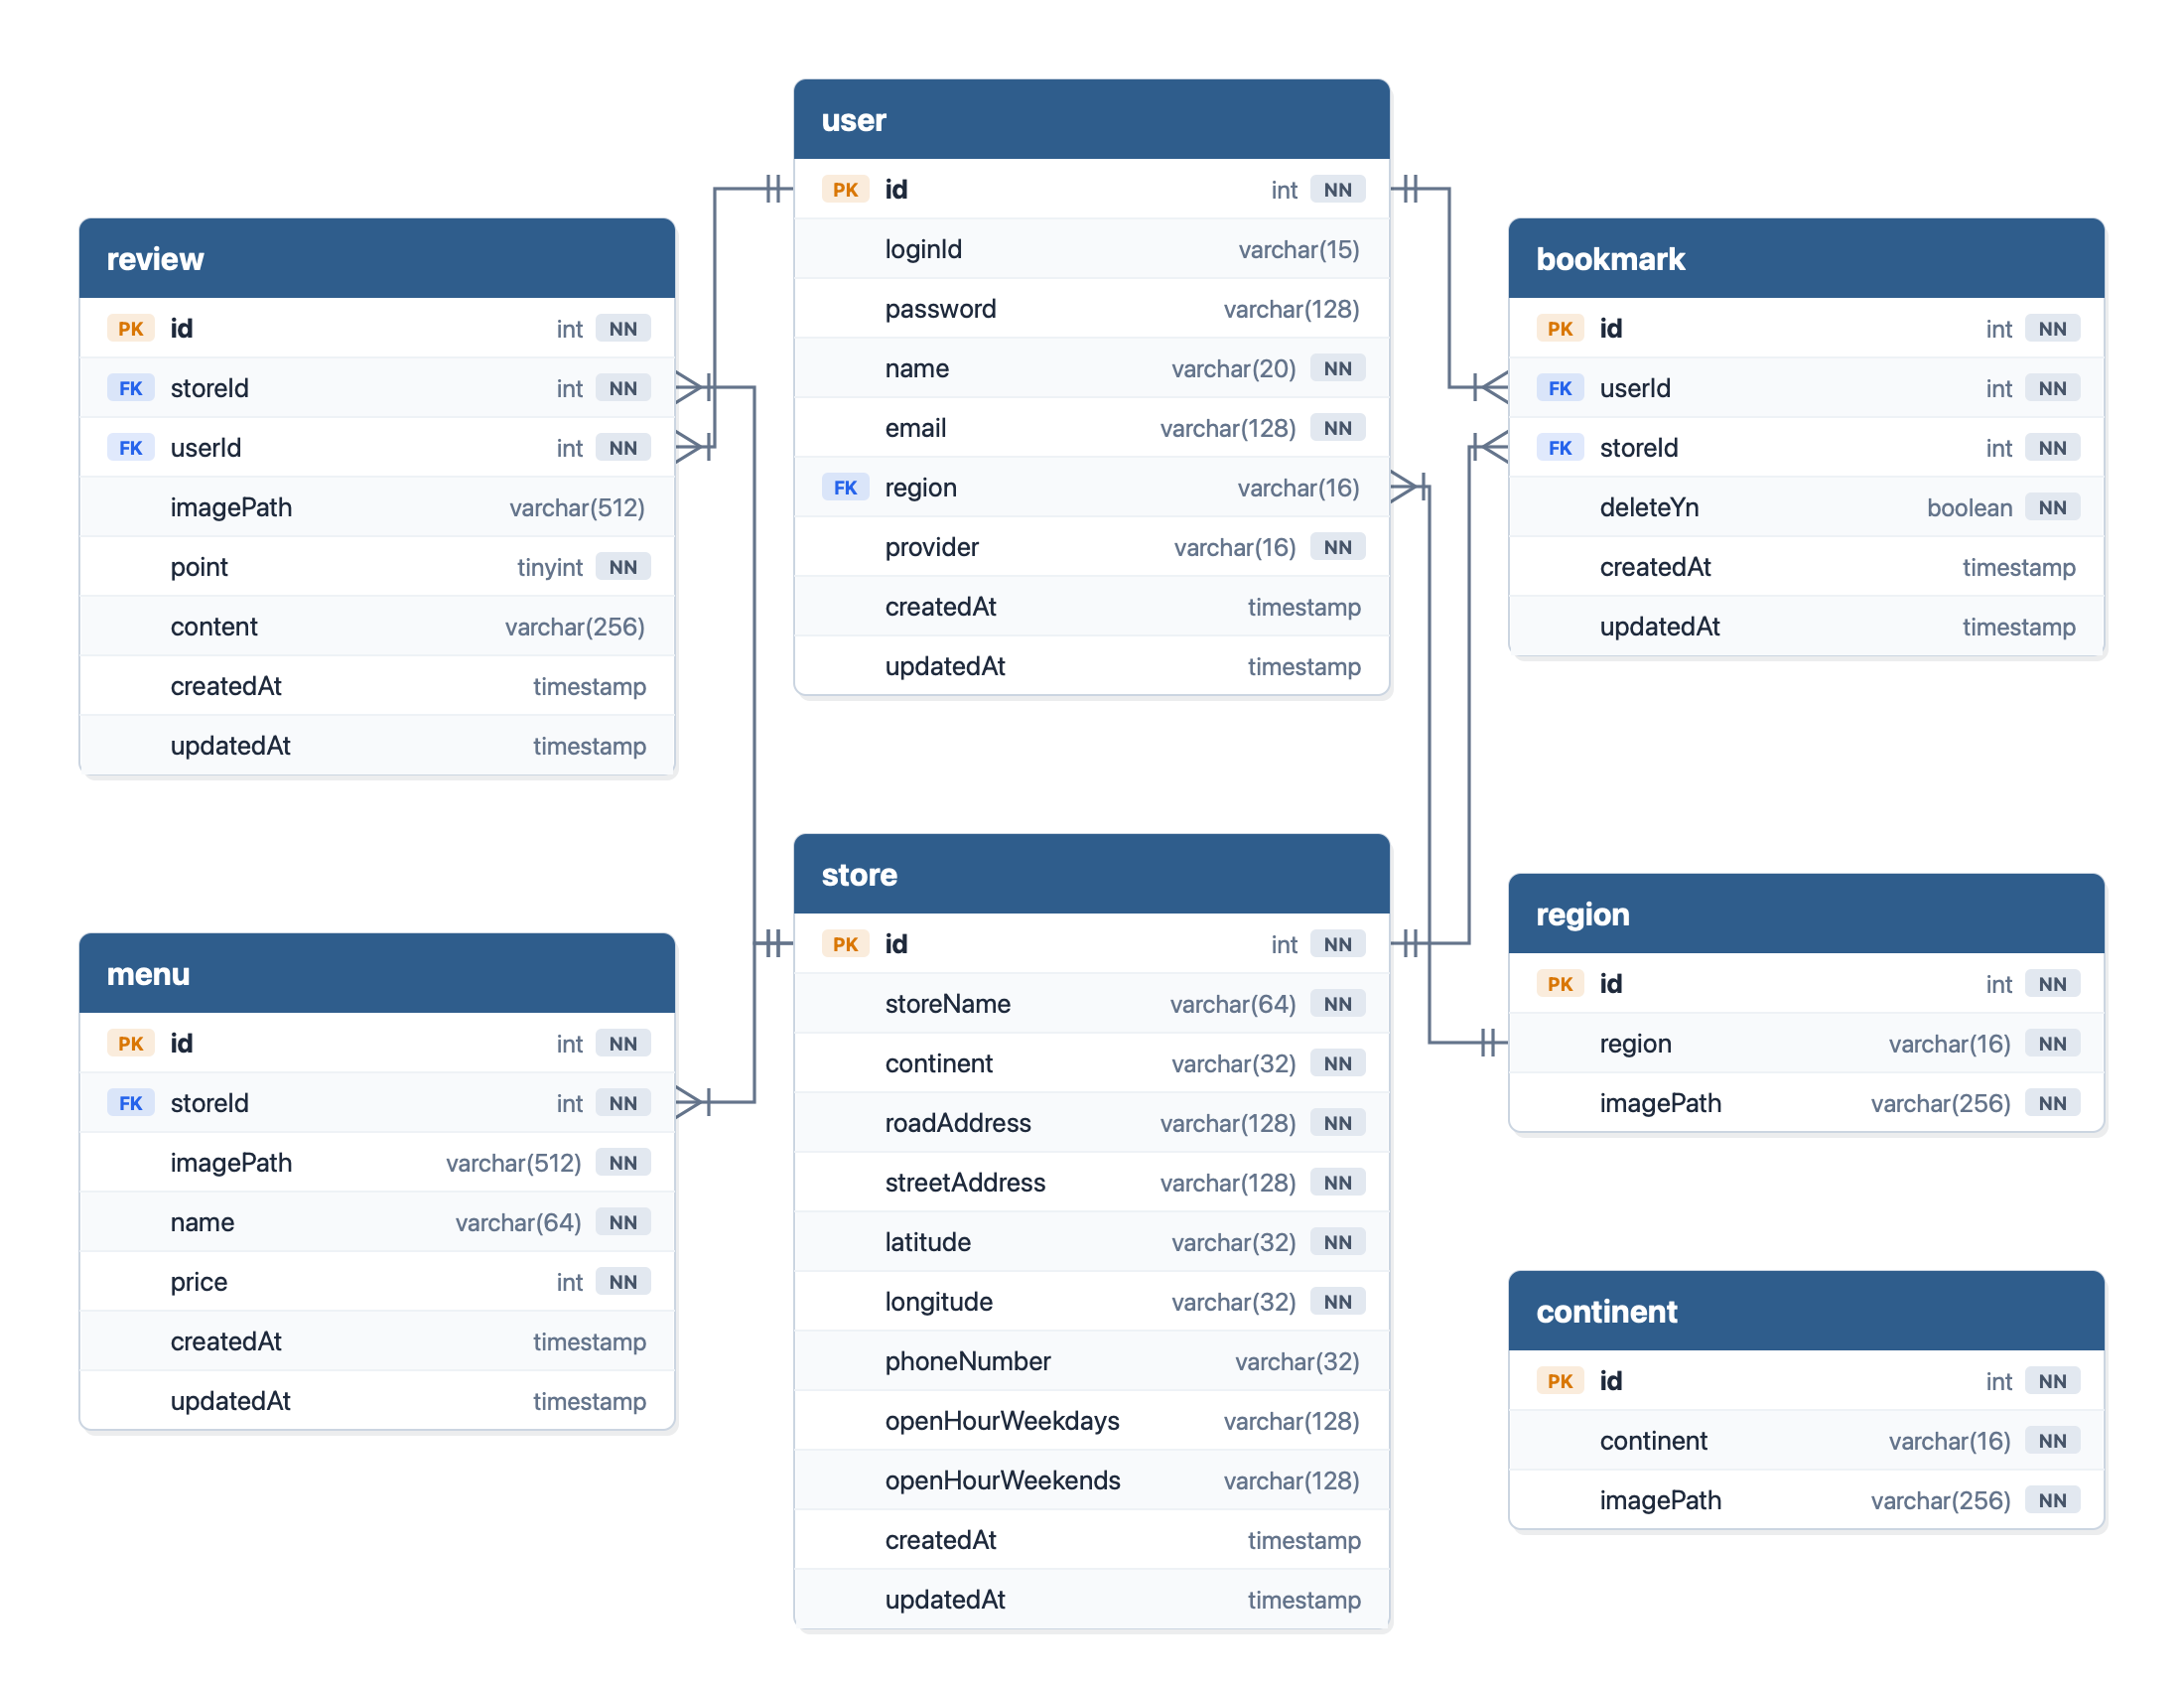 user
PK id int NN
loginId varchar(15)
password varchar(128)
name varchar(20) NN
email varchar(128) NN
FK region varchar(16)
provider varchar(16) NN
createdAt timestamp
updatedAt timestamp
review
PK id int NN
FK storeId int NN
FK userId int NN
imagePath varchar(512)
point tinyint NN
content varchar(256)
createdAt timestamp
updatedAt timestamp
bookmark
PK id int NN
FK userId int NN
FK storeId int NN
deleteYn boolean NN
createdAt timestamp
updatedAt timestamp
store
PK id int NN
storeName varchar(64) NN
continent varchar(32) NN
roadAddress varchar(128) NN
streetAddress varchar(128) NN
latitude varchar(32) NN
longitude varchar(32) NN
phoneNumber varchar(32)
openHourWeekdays varchar(128)
openHourWeekends varchar(128)
createdAt timestamp
updatedAt timestamp
menu
PK id int NN
FK storeId int NN
imagePath varchar(512) NN
name varchar(64) NN
price int NN
createdAt timestamp
updatedAt timestamp
region
PK id int NN
region varchar(16) NN
imagePath varchar(256) NN
continent
PK id int NN
continent varchar(16) NN
imagePath varchar(256) NN